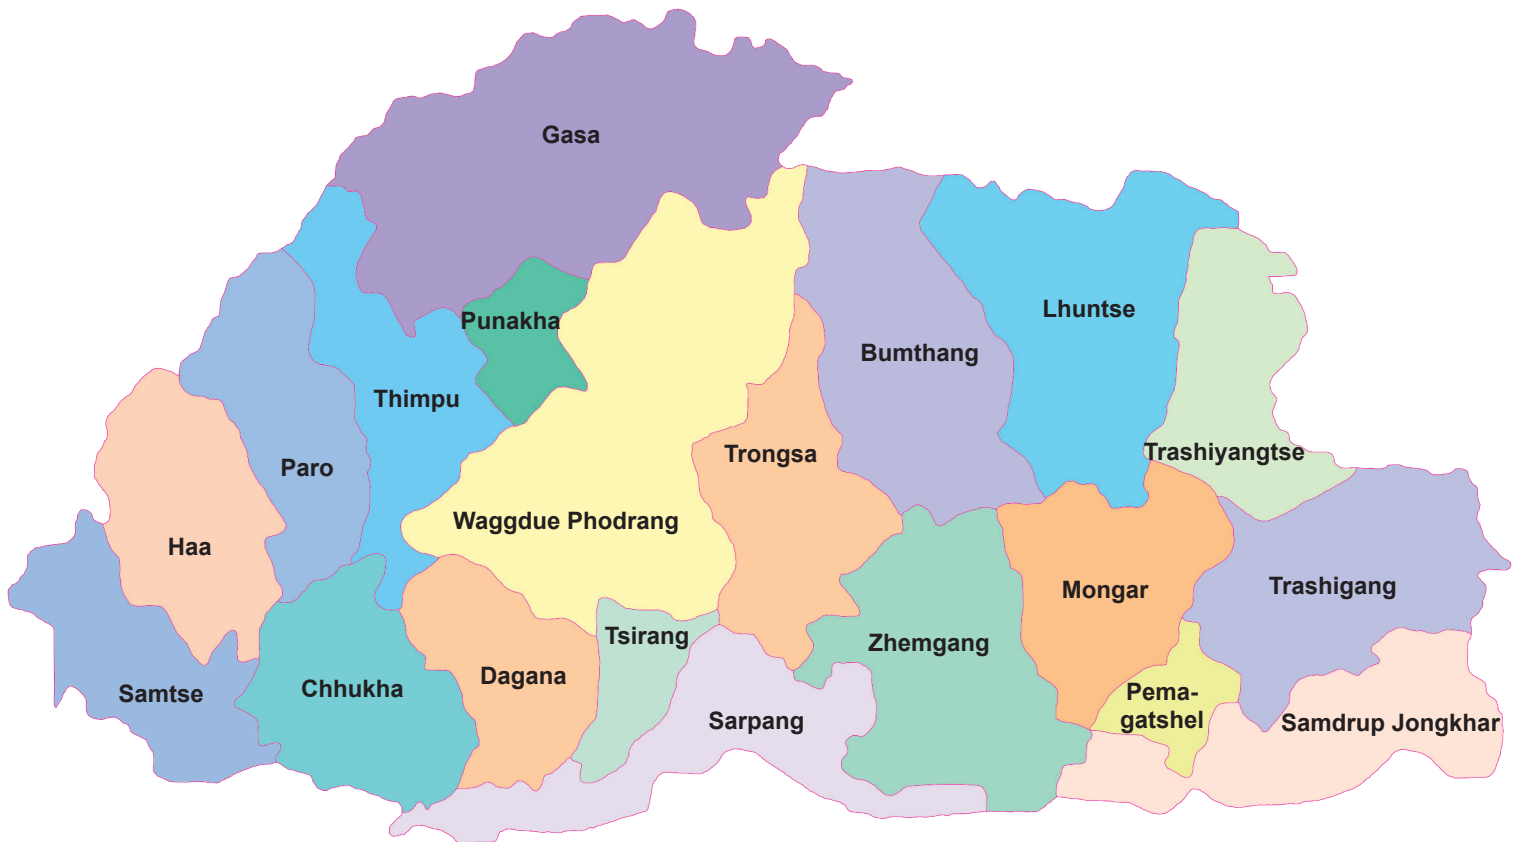 Gasa
Punakha
Lhuntse
Bumthang
Thimpu
Trashiyangtse
Trongsa
Paro
Waggdue Phodrang
Haa
Trashigang
Mongar
Tsirang
Zhemgang
Dagana
Chhukha
Samtse
Pema-
gatshel
Sarpang
Samdrup Jongkhar